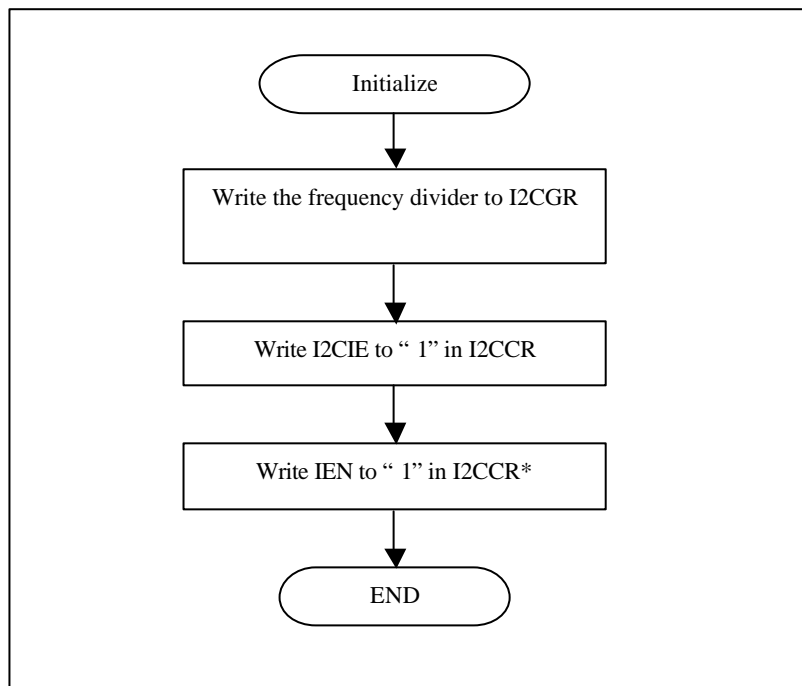 Initialize
Write the frequency divider to I2CGR
Write I2CIE to “ 1” in I2CCR
Write IEN to “ 1” in I2CCR*
END